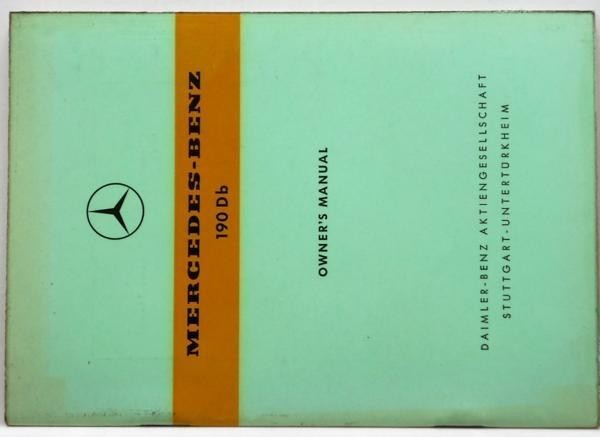 MERCEDES-BENZ
190 Db
OWNER'S MANUAL
DAIMLER-BENZ AKTIENGESELLSCHAFT
STUTTGART-UNTERTÜRKHEIM